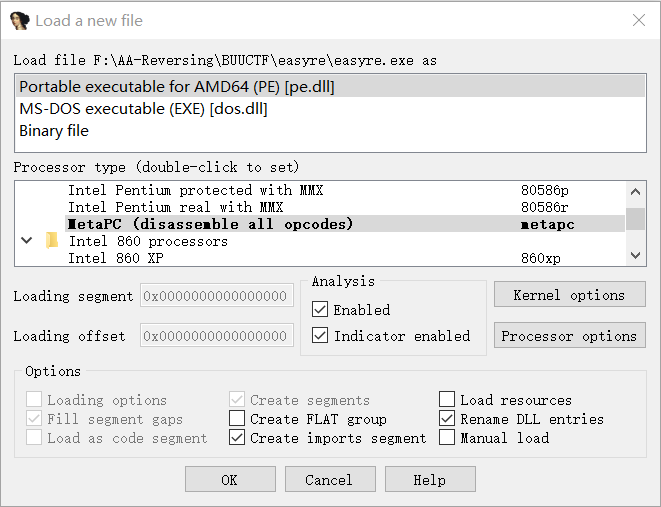 Load a new file
Load file F:\AA-Reversing\BUUCTF\easyre\easyre.exe as
Portable executable for AMD64 (PE) [pe.dll]
MS-DOS executable (EXE) [dos.dll]
Binary file
Processor type (double-click to set)
Intel Pentium protected with MMX 80586p
Intel Pentium real with MMX 80586r
MetaPC (disassemble all opcodes) metapc
Intel 860 processors
Intel 860 XP 860xp
Loading segment 0x0000000000000000
Loading offset 0x0000000000000000
Analysis
Enabled
Indicator enabled
Kernel options
Processor options
Options
Loading options Create segments Load resources
Fill segment gaps Create FLAT group Rename DLL entries
Load as code segment Create imports segment Manual load
OK Cancel Help